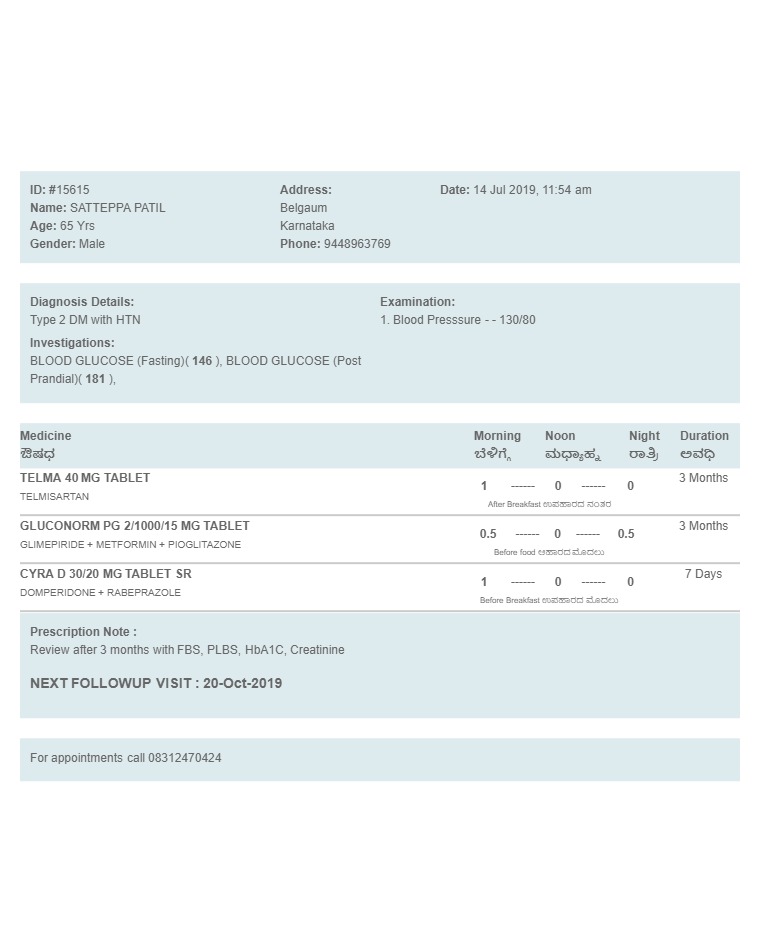 ID: #15615
Name: SATTEPPA PATIL
Age: 65 Yrs
Gender: Male
Address:
Belgaum
Karnataka
Phone: 9448963769
Date: 14 Jul 2019, 11:54 am
Diagnosis Details:
Type 2 DM with HTN
Investigations:
BLOOD GLUCOSE (Fasting)( 146 ), BLOOD GLUCOSE (Post
Prandial)( 181 ),
Examination:
1. Blood Presssure - - 130/80
Medicine Morning Noon Night Duration
ಔಷಧ ಬೆಳಿಗ್ಗೆ ಮಧ್ಯಾಹ್ನ ರಾತ್ರಿ ಅವಧಿ
TELMA 40 MG TABLET 1 ------ 0 ------ 0 3 Months
TELMISARTAN After Breakfast ಉಪಹಾರದ ನಂತರ
GLUCONORM PG 2/1000/15 MG TABLET 0.5 ------ 0 ------ 0.5 3 Months
GLIMEPIRIDE + METFORMIN + PIOGLITAZONE Before food ಆಹಾರದ ಮೊದಲು
CYRA D 30/20 MG TABLET SR 1 ------ 0 ------ 0 7 Days
DOMPERIDONE + RABEPRAZOLE Before Breakfast ಉಪಹಾರದ ಮೊದಲು
Prescription Note :
Review after 3 months with FBS, PLBS, HbA1C, Creatinine
NEXT FOLLOWUP VISIT : 20-Oct-2019
For appointments call 08312470424